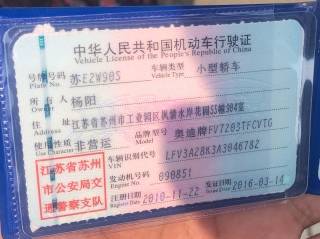 中华人民共和国机动车行驶证
Vehicle License of the People's Republic of China
号牌号码 苏E2W90S 车辆类型 小型轿车
Plate No. Vehicle Type
所有人 杨阳
Owner
住址 江苏省苏州市工业园区枫情水岸花园55幢904室
Address
使用性质 非营运 品牌型号 奥迪牌FV7203TFCVTG
Use Character Model
江苏省苏州
市公安局交
通警察支队
车辆识别代号 LFV3A28K3A3046782
VIN
发动机号码 090851
Engine No.
注册日期 2010-11-22 发证日期 2016-03-14
Register Date Issue Date